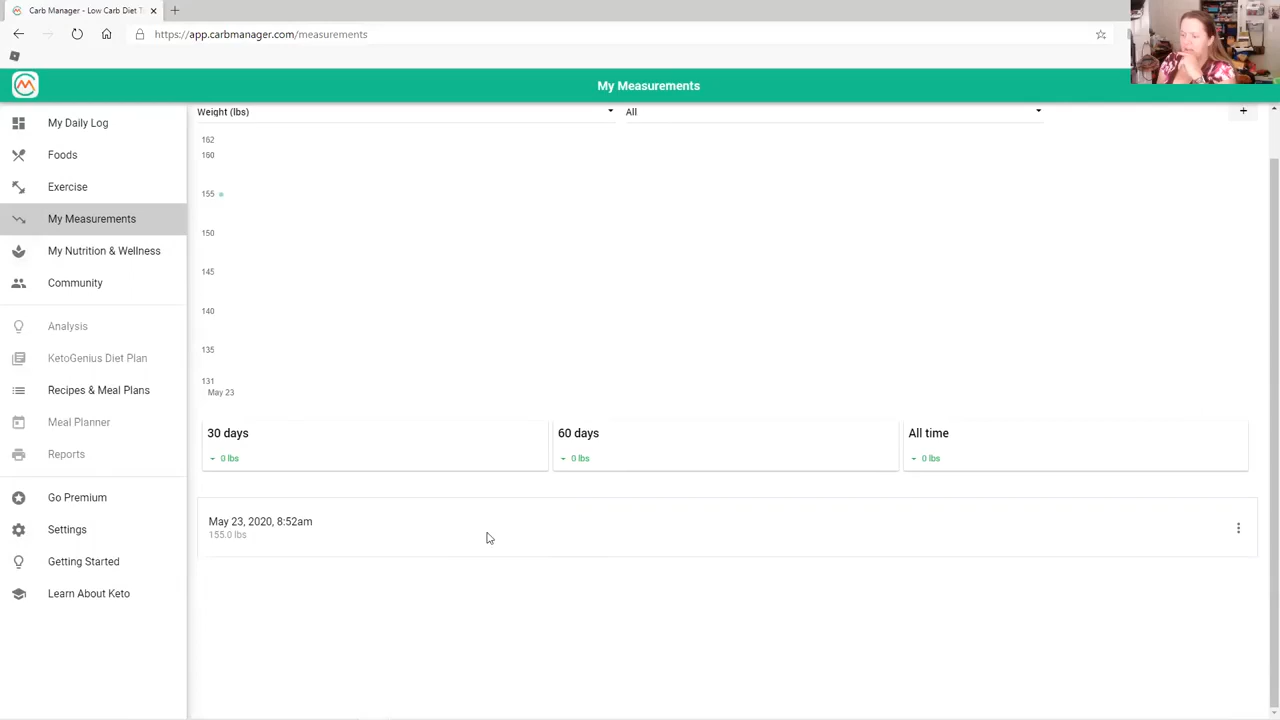 Carb Manager - Low Carb Diet T
https://app.carbmanager.com/measurements
My Measurements
My Daily Log
Foods
Exercise
My Measurements
My Nutrition & Wellness
Community
Analysis
KetoGenius Diet Plan
Recipes & Meal Plans
Meal Planner
Reports
Go Premium
Settings
Getting Started
Learn About Keto
Weight (lbs)
All
+
162
160
155
150
145
140
135
131
May 23
30 days
0 lbs
60 days
0 lbs
All time
0 lbs
May 23, 2020, 8:52am
155.0 lbs